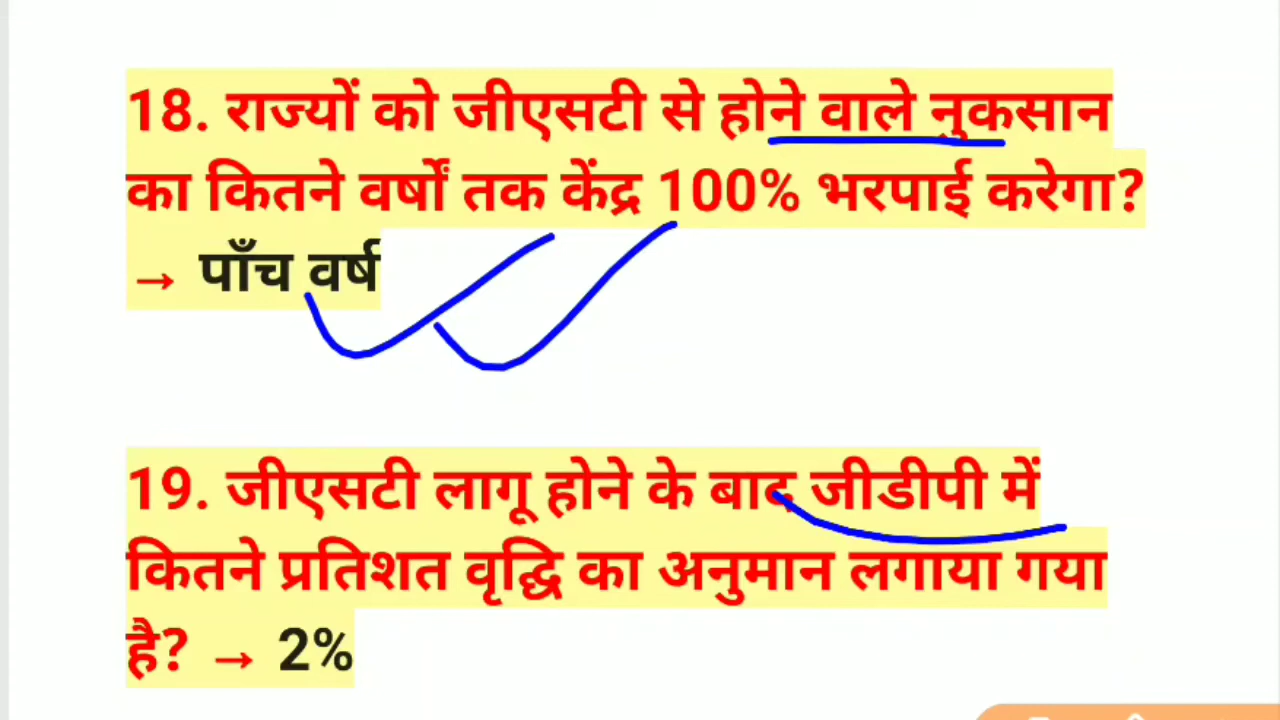 18. राज्यों को जीएसटी से होने वाले नुकसान
का कितने वर्षों तक केंद्र 100% भरपाई करेगा?
→ पाँच वर्ष
19. जीएसटी लागू होने के बाद जीडीपी में
कितने प्रतिशत वृद्धि का अनुमान लगाया गया
है? → 2%